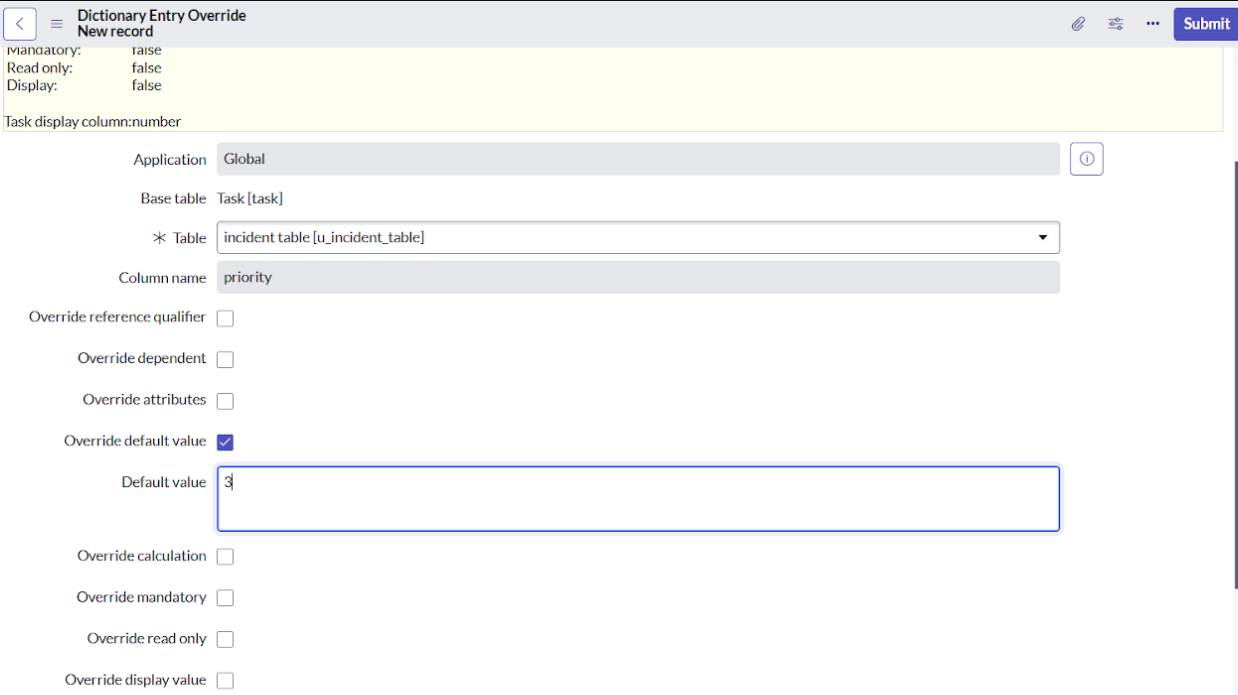 Dictionary Entry Override
New record
Submit
Mandatory: false
Read only: false
Display: false
Task display column:number
Application Global
Base table Task [task]
Table incident table [u_incident_table]
Column name priority
Override reference qualifier
Override dependent
Override attributes
Override default value
Default value 3
Override calculation
Override mandatory
Override read only
Override display value